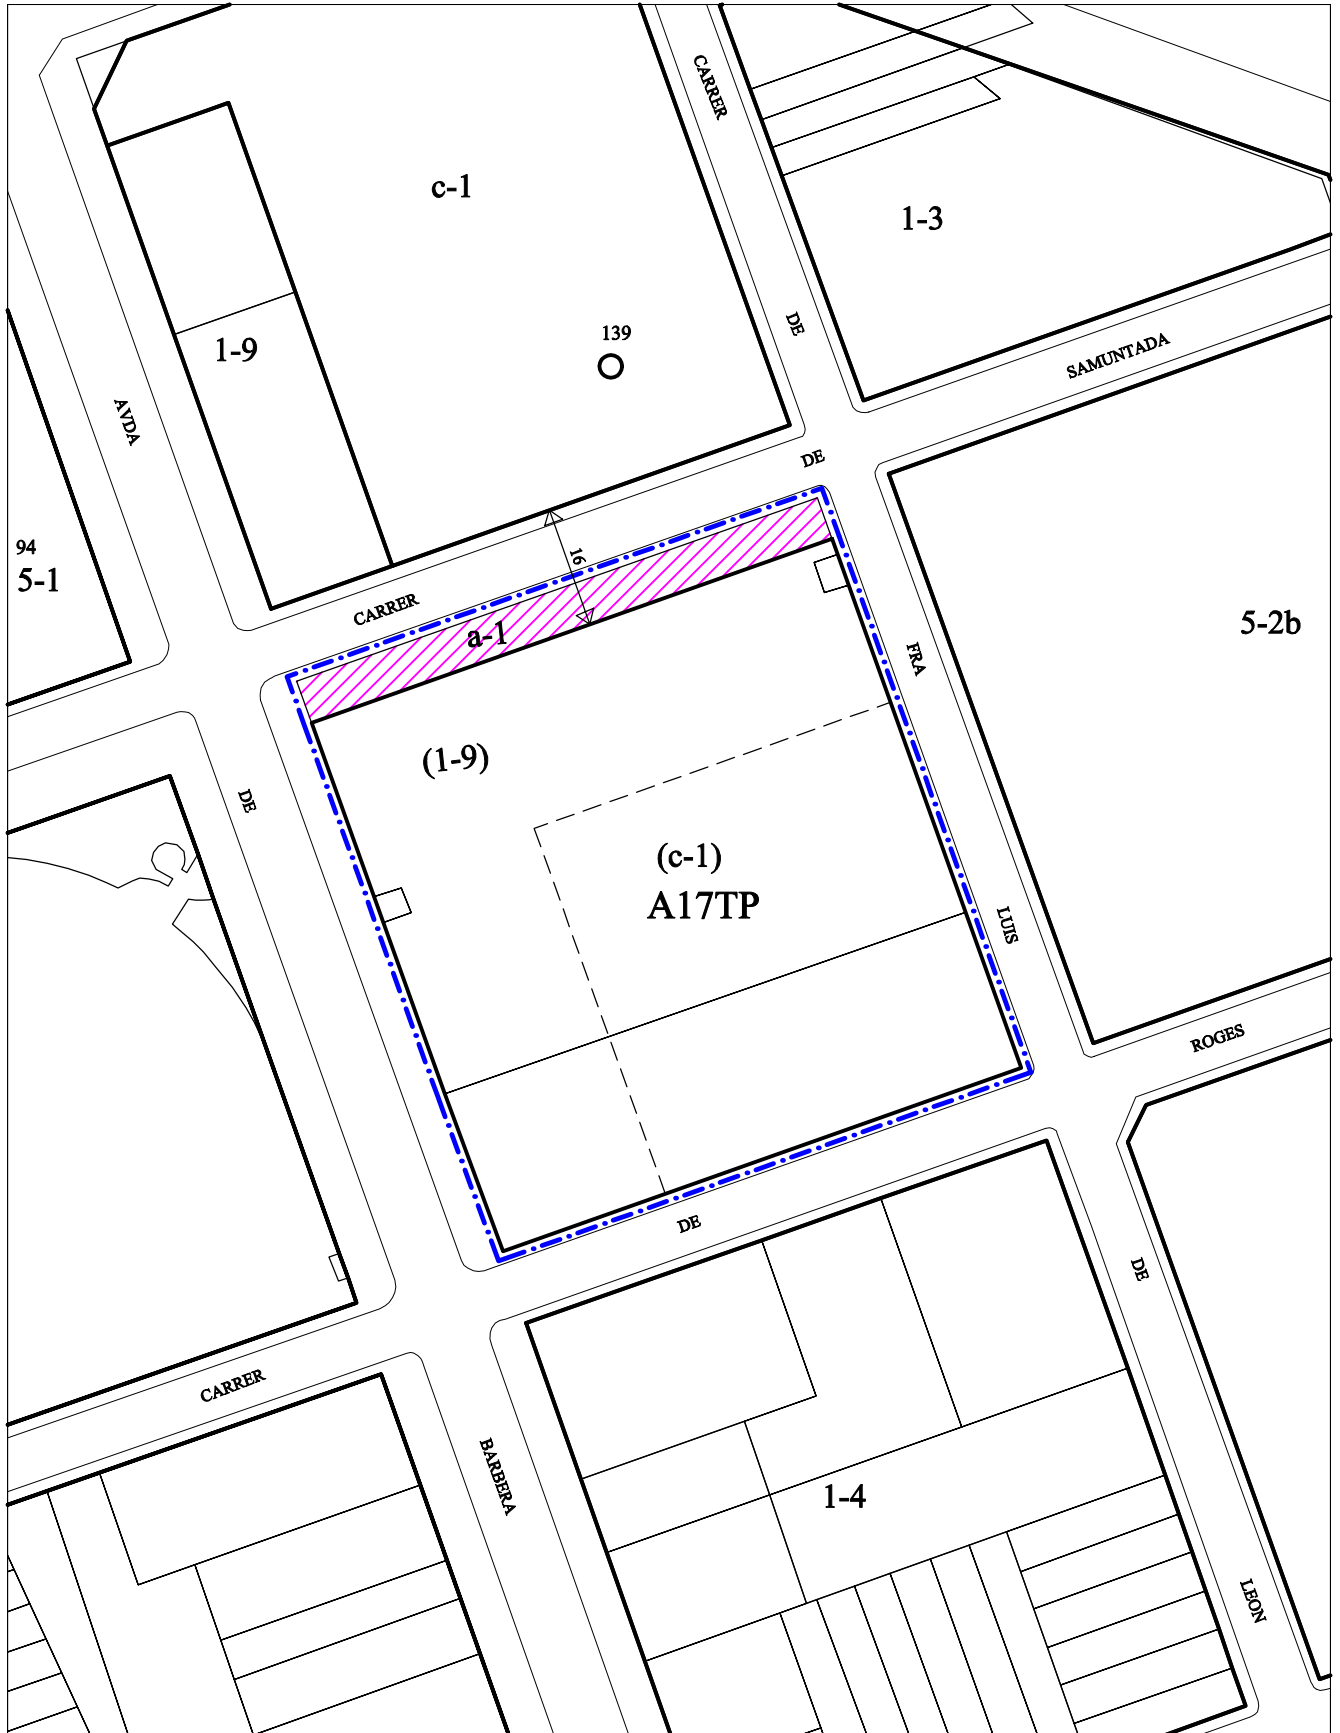 CARRER
c-1
1-3
DE
139
1-9
SAMUNTADA
AVDA
DE
94
5-1
16
CARRER
a-1
5-2b
FRA
(1-9)
DE
(c-1)
A17TP
LUIS
ROGES
DE
DE
CARRER
BARBERA
1-4
LEON